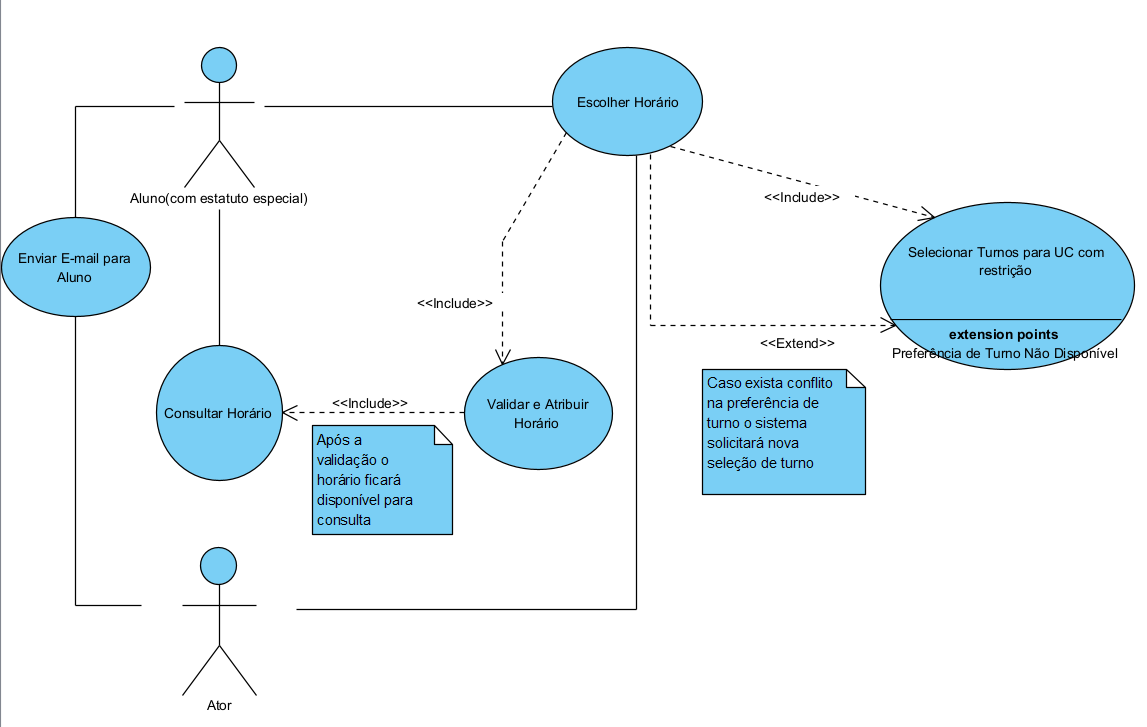 Escolher Horário
<<Include>>
Aluno(com estatuto especial)
Enviar E-mail para
Aluno
Selecionar Turnos para UC com
restrição
extension points
Preferência de Turno Não Disponível
<<Include>>
<<Extend>>
Caso exista conflito
na preferência de
turno o sistema
solicitará nova
seleção de turno
Consultar Horário
<<Include>>
Validar e Atribuir
Horário
Após a
validação o
horário ficará
disponível para
consulta
Ator